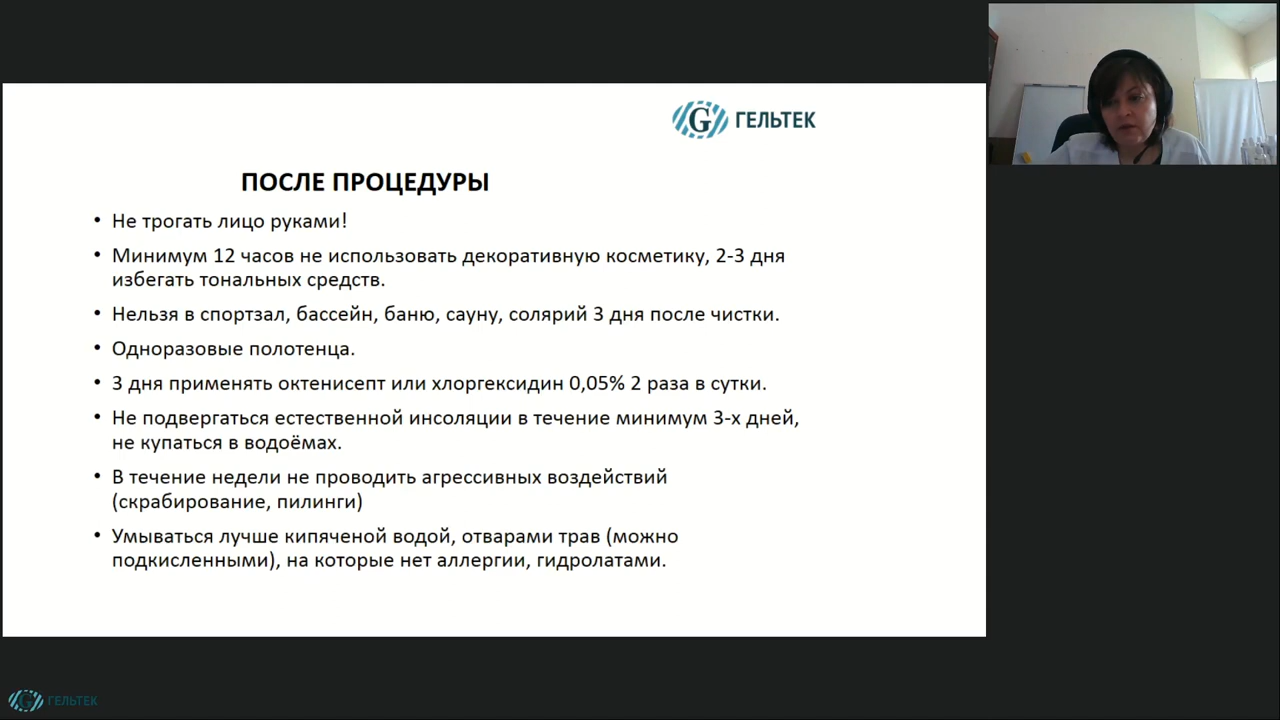 G ГЕЛЬТЕК
ПОСЛЕ ПРОЦЕДУРЫ
• Не трогать лицо руками!
• Минимум 12 часов не использовать декоративную косметику, 2-3 дня
избегать тональных средств.
• Нельзя в спортзал, бассейн, баню, сауну, солярий 3 дня после чистки.
• Одноразовые полотенца.
• 3 дня применять октенисепт или хлоргексидин 0,05% 2 раза в сутки.
• Не подвергаться естественной инсоляции в течение минимум 3-х дней,
не купаться в водоёмах.
• В течение недели не проводить агрессивных воздействий
(скрабирование, пилинги)
• Умываться лучше кипяченой водой, отварами трав (можно
подкисленными), на которые нет аллергии, гидролатами.
G ГЕЛЬТЕК